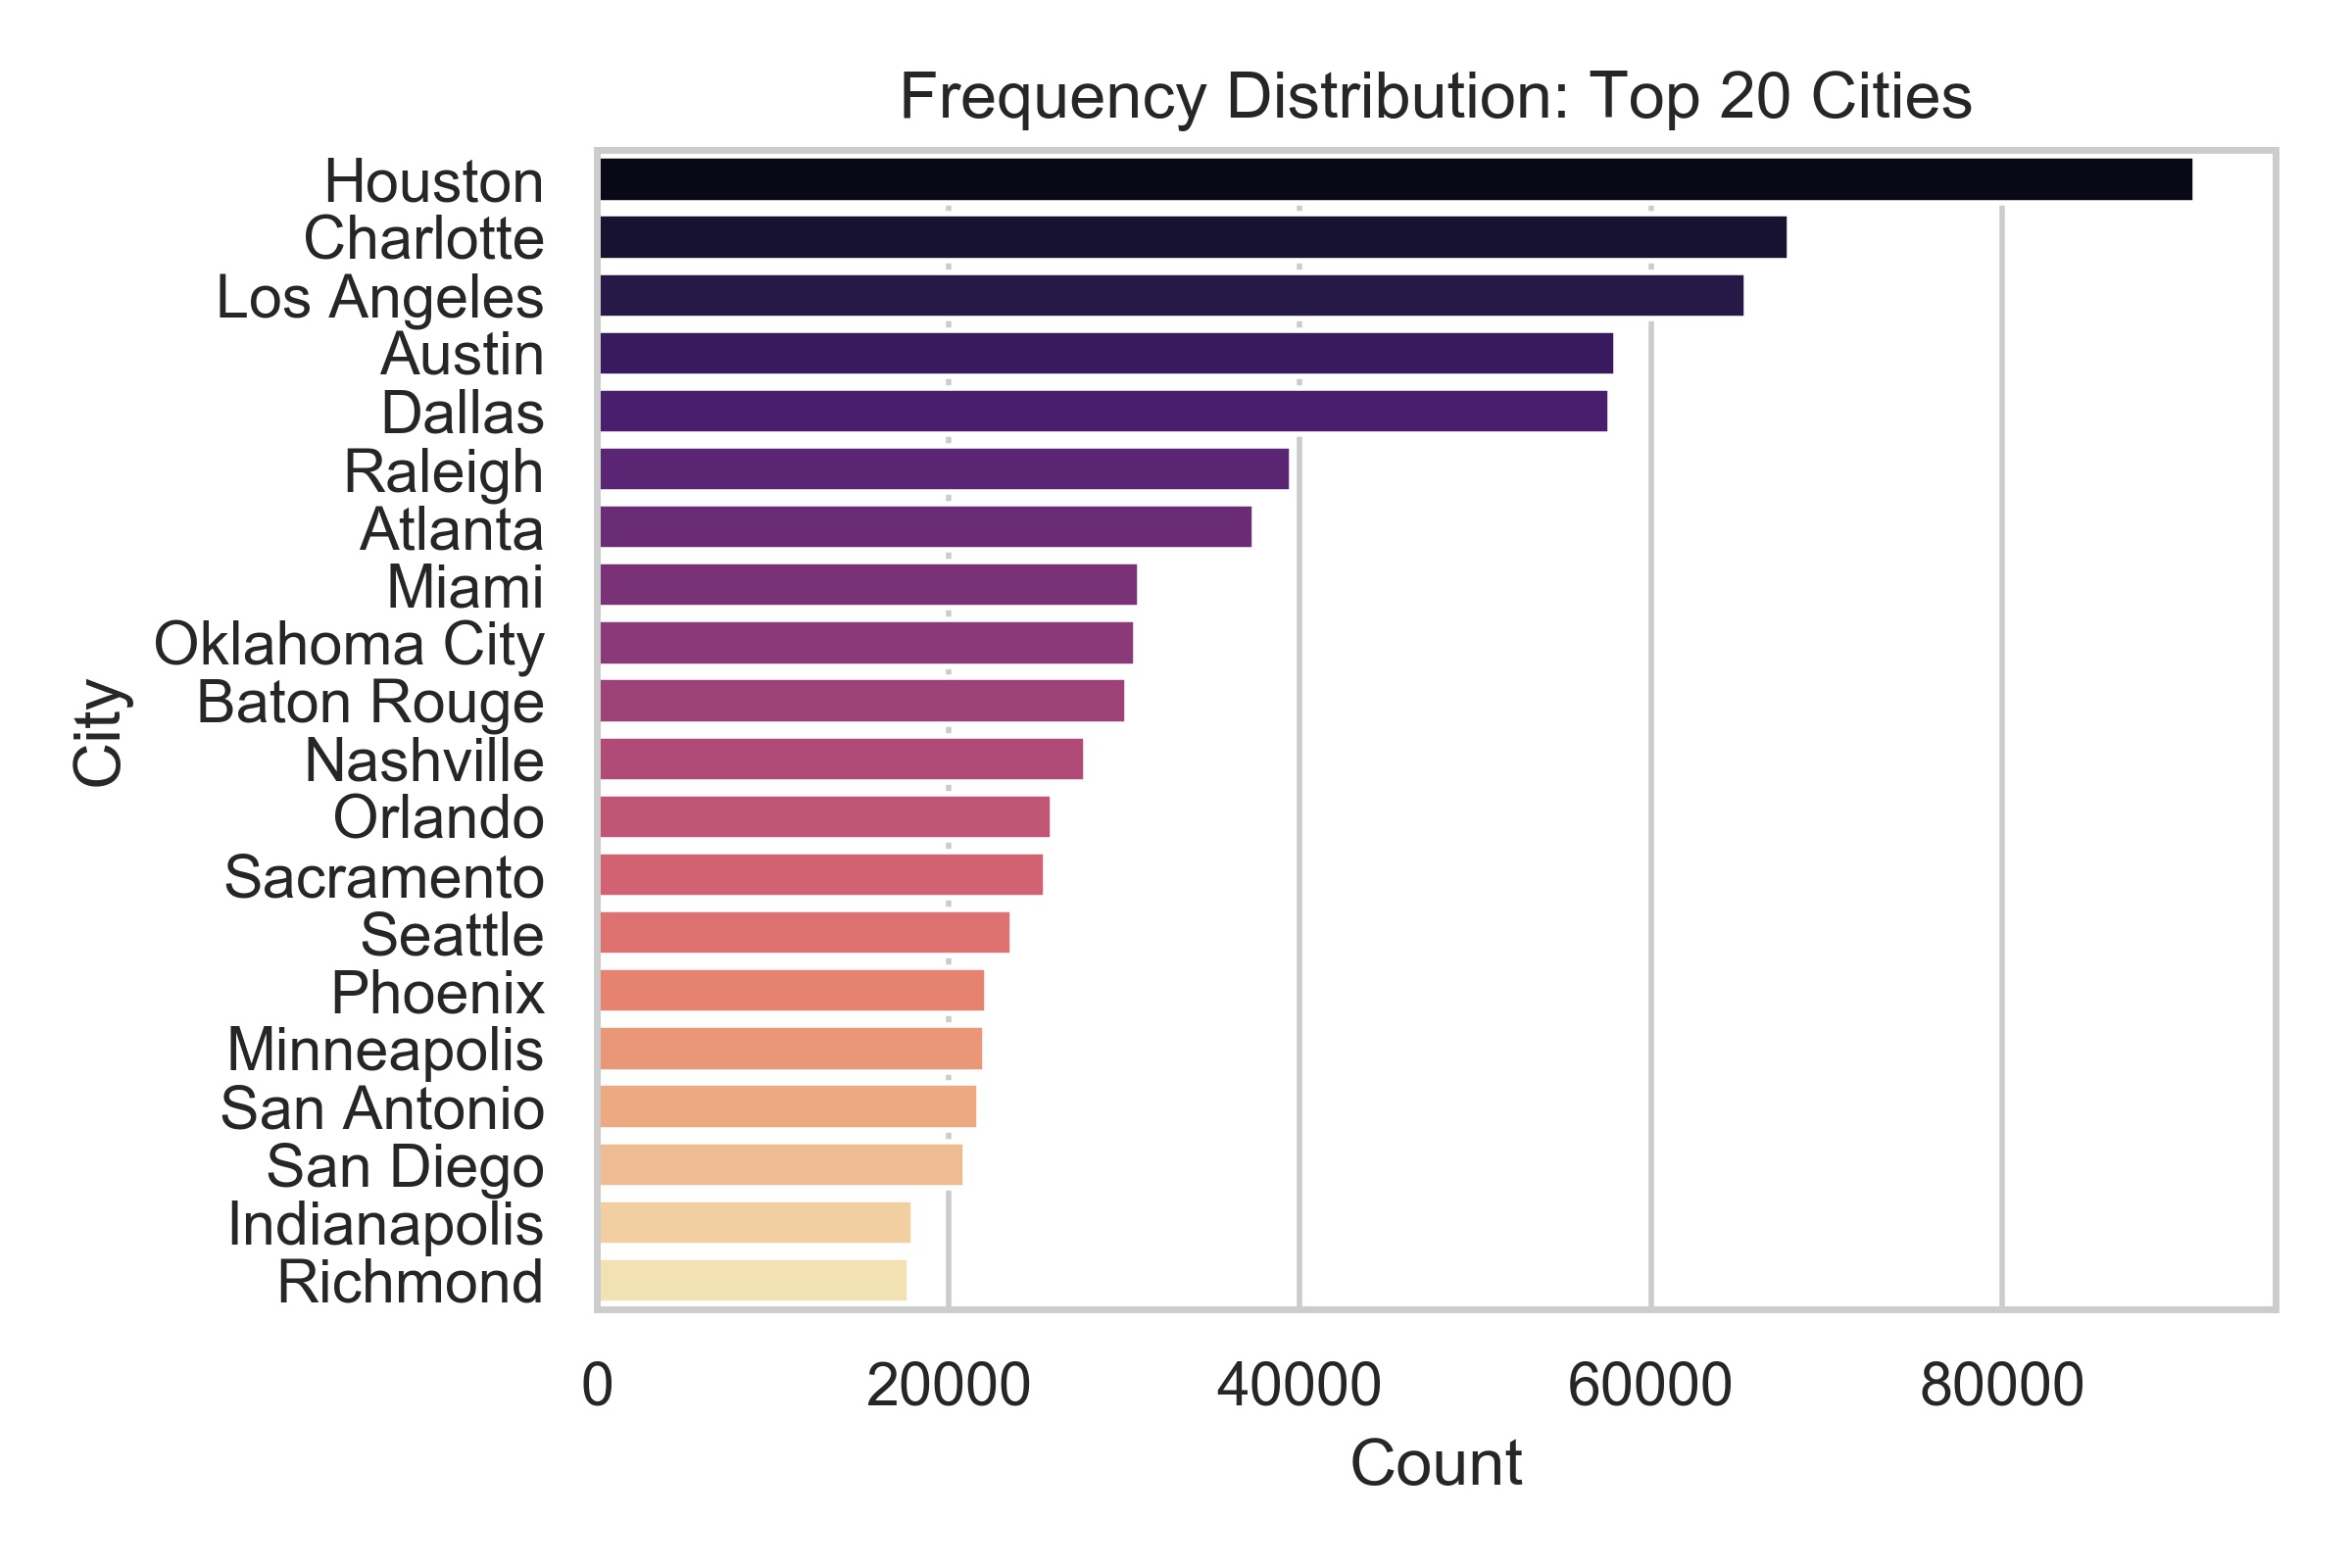 Frequency Distribution: Top 20 Cities
Houston
Charlotte
Los Angeles
Austin
Dallas
Raleigh
Atlanta
Miami
Oklahoma City
Baton Rouge
Nashville
Orlando
Sacramento
Seattle
Phoenix
Minneapolis
San Antonio
San Diego
Indianapolis
Richmond
City
0 20000 40000 60000 80000
Count